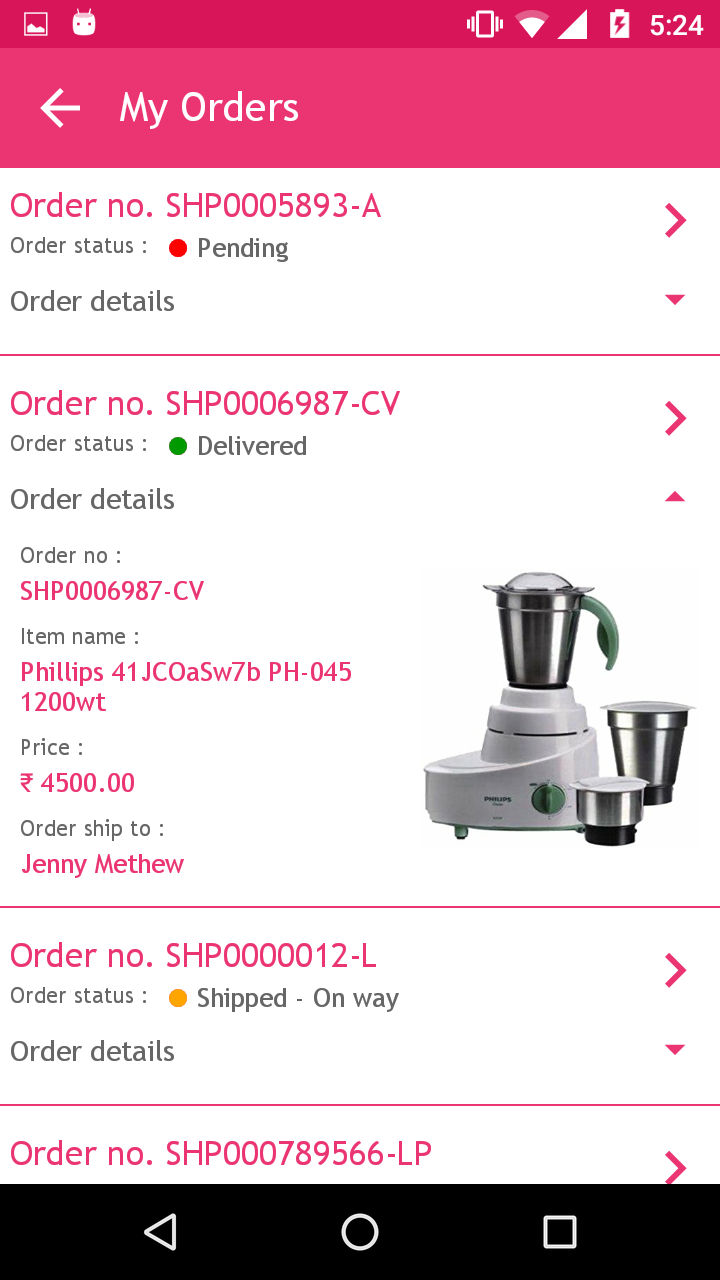 5:24
My Orders
Order no. SHP0005893-A
Order status : Pending
Order details
Order no. SHP0006987-CV
Order status : Delivered
Order details
Order no :
SHP0006987-CV
Item name :
Phillips 41JCOaSw7b PH-045
1200wt
Price :
₹ 4500.00
Order ship to :
Jenny Methew
PHILIPS
Order no. SHP0000012-L
Order status : Shipped - On way
Order details
Order no. SHP000789566-LP